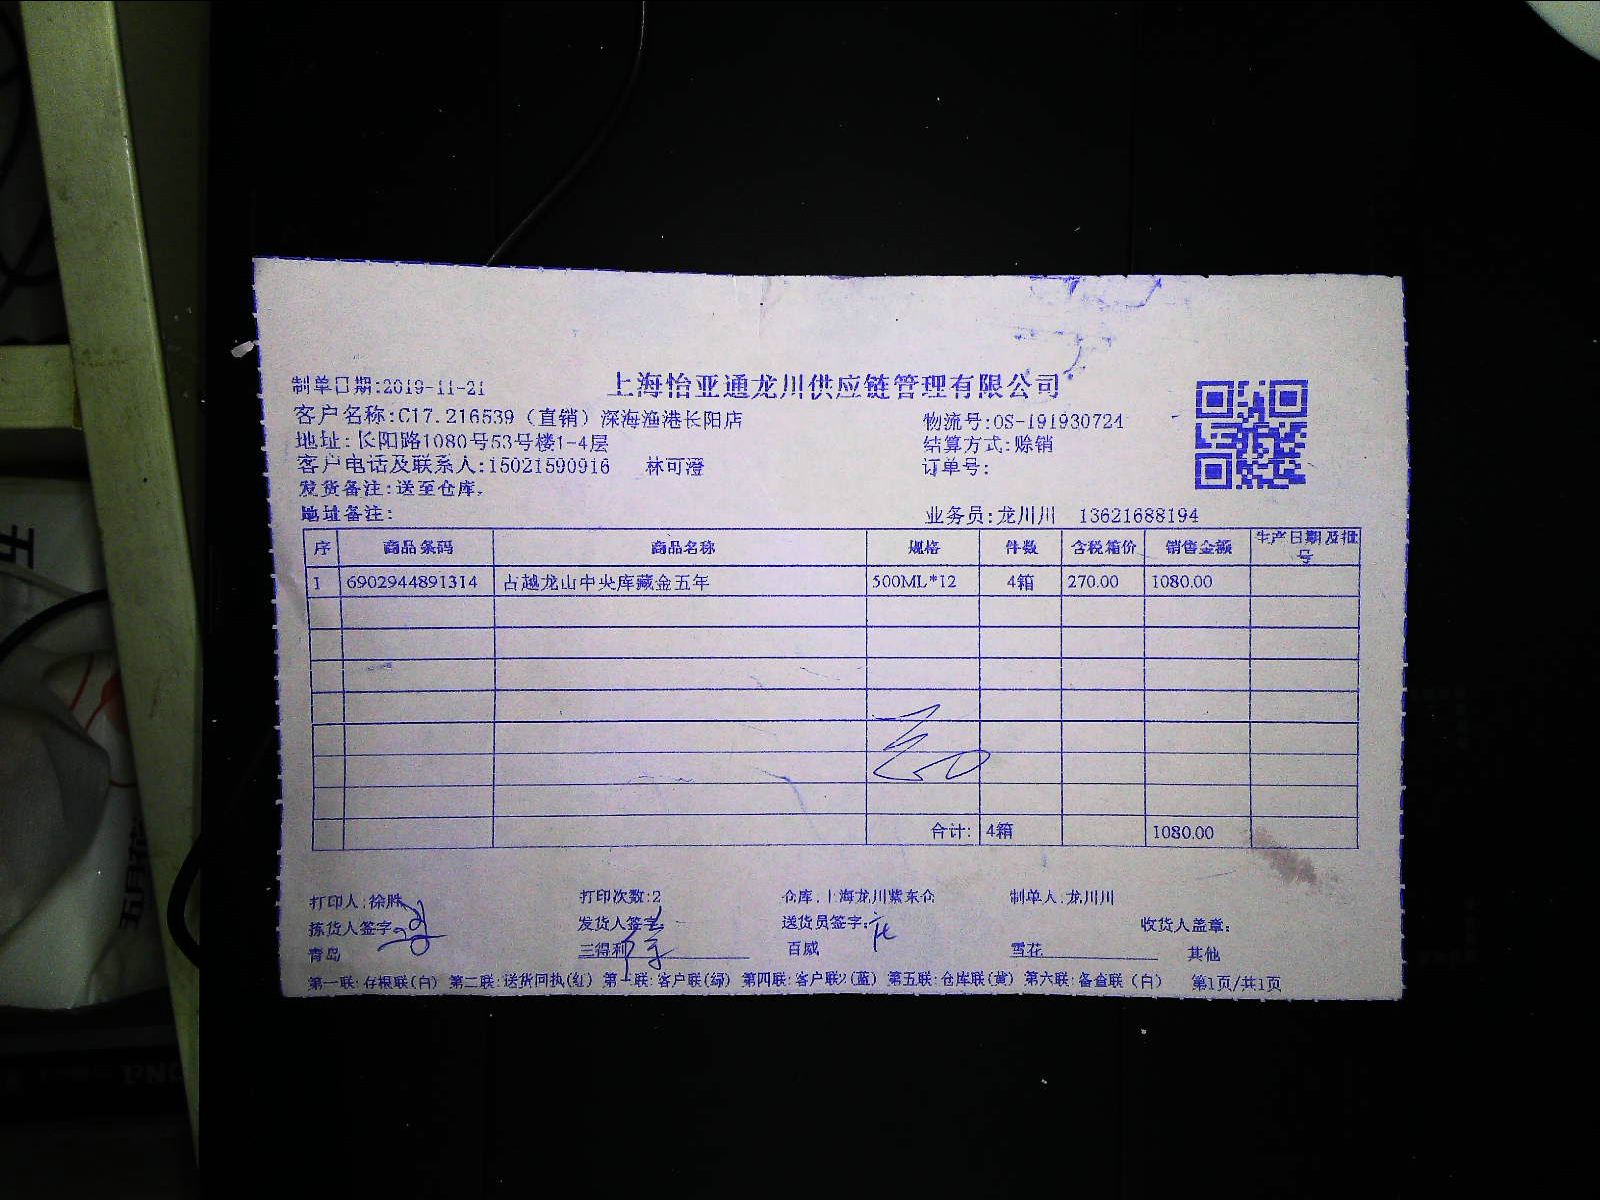 上海怡亚通龙川供应链管理有限公司
制单日期:2019-11-21
客户名称:C17.216539（直销）深海渔港长阳店 物流号:OS-191930724
地址:长阳路1080号53号楼1-4层 结算方式:赊销
客户电话及联系人:15021590916 林可澄 订单号:
发货备注:送至仓库.
地址备注: 业务员:龙川川 13621688194
序 商品条码 商品名称 规格 件数 含税箱价 销售金额 生产日期及批号
1 6902944891314 古越龙山中央库藏金五年 500ML*12 4箱 270.00 1080.00
合计: 4箱 1080.00
打印人:徐胜 打印次数:2 仓库:上海龙川紫东仓 制单人:龙川川
拣货人签字: 发货人签字 送货员签字: 收货人盖章:
青岛 三得利 百威 雪花 其他
第一联:存根联(白) 第二联:送货回执(红) 第三联:客户联(绿) 第四联:客户联2(蓝) 第五联:仓库联(黄) 第六联:备查联（白） 第1页/共1页